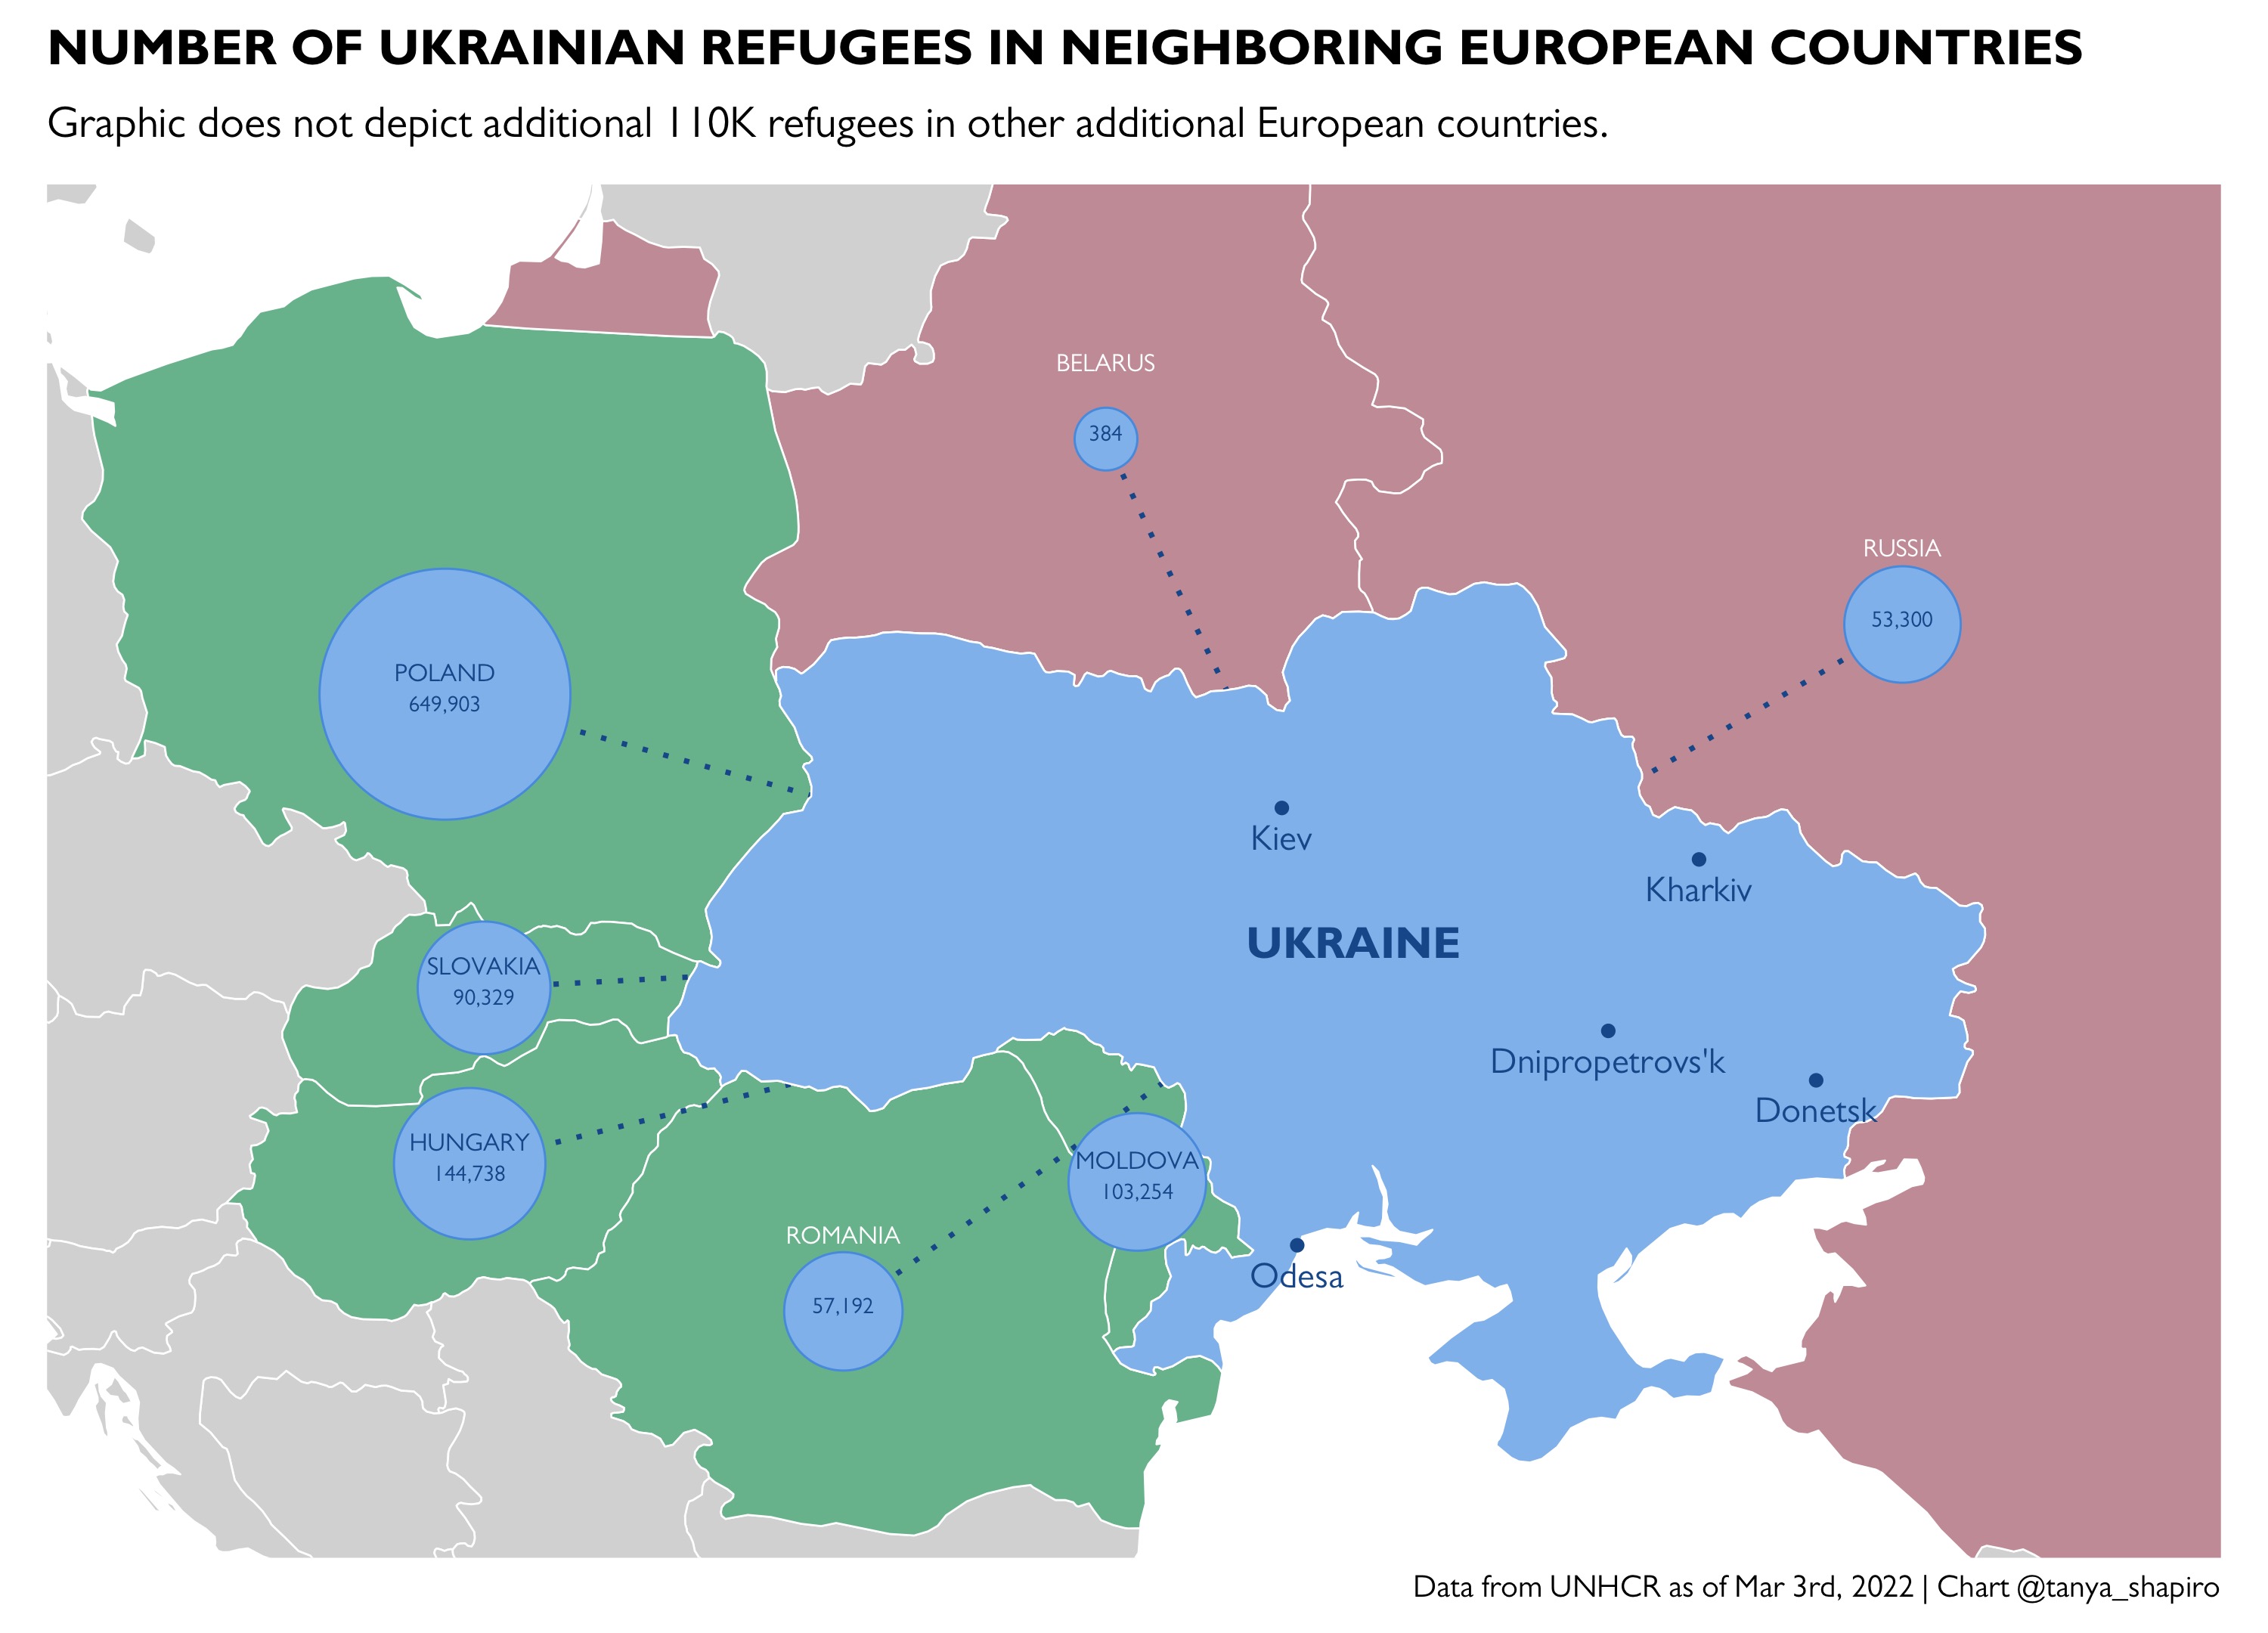 NUMBER OF UKRAINIAN REFUGEES IN NEIGHBORING EUROPEAN COUNTRIES
Graphic does not depict additional 110K refugees in other additional European countries.
BELARUS
384
RUSSIA
53,300
POLAND
649,903
Kiev
Kharkiv
UKRAINE
SLOVAKIA
90,329
Dnipropetrovs'k
Donetsk
HUNGARY
144,738
MOLDOVA
103,254
ROMANIA
57,192
Odesa
Data from UNHCR as of Mar 3rd, 2022 | Chart @tanya_shapiro